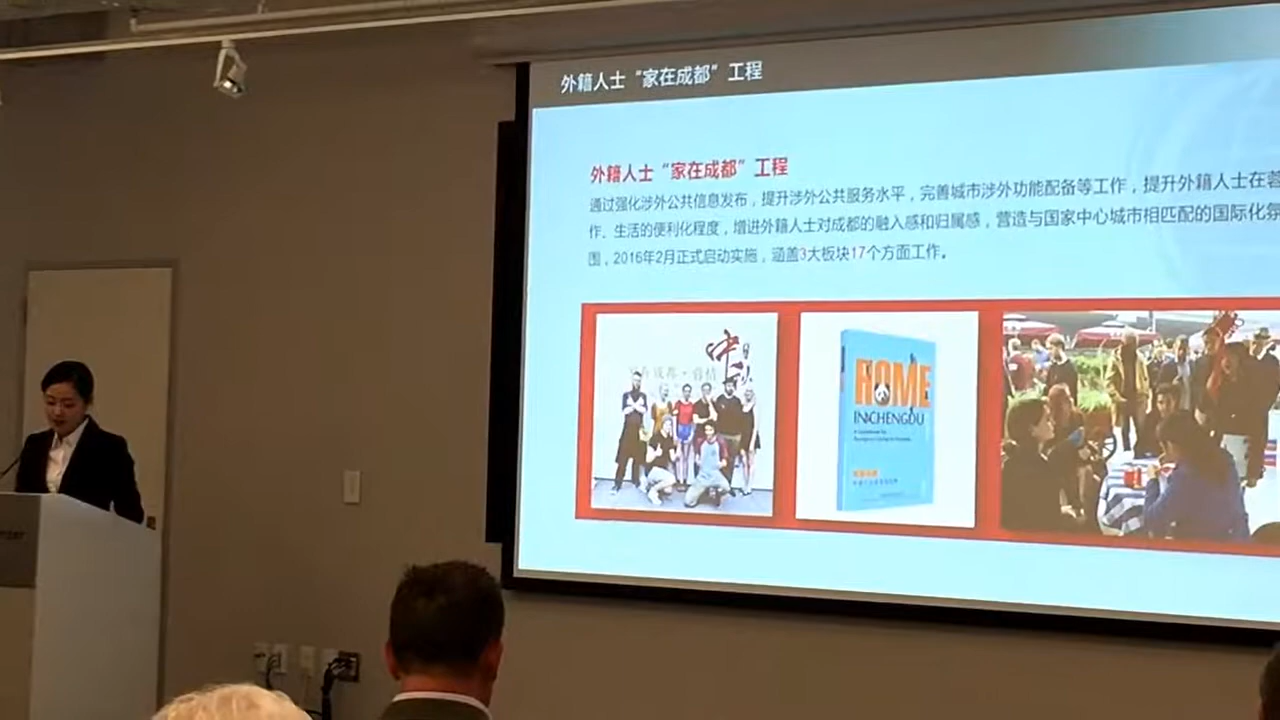 外籍人士“家在成都”工程
外籍人士“家在成都”工程
通过强化涉外公共信息发布，提升涉外公共服务水平，完善城市涉外功能配备等工作，提升外籍人士在蓉
作、生活的便利化程度，增进外籍人士对成都的融入感和归属感，营造与国家中心城市相匹配的国际化氛
围，2016年2月正式启动实施，涵盖3大板块17个方面工作。
中
HOME
IN CHENGDU